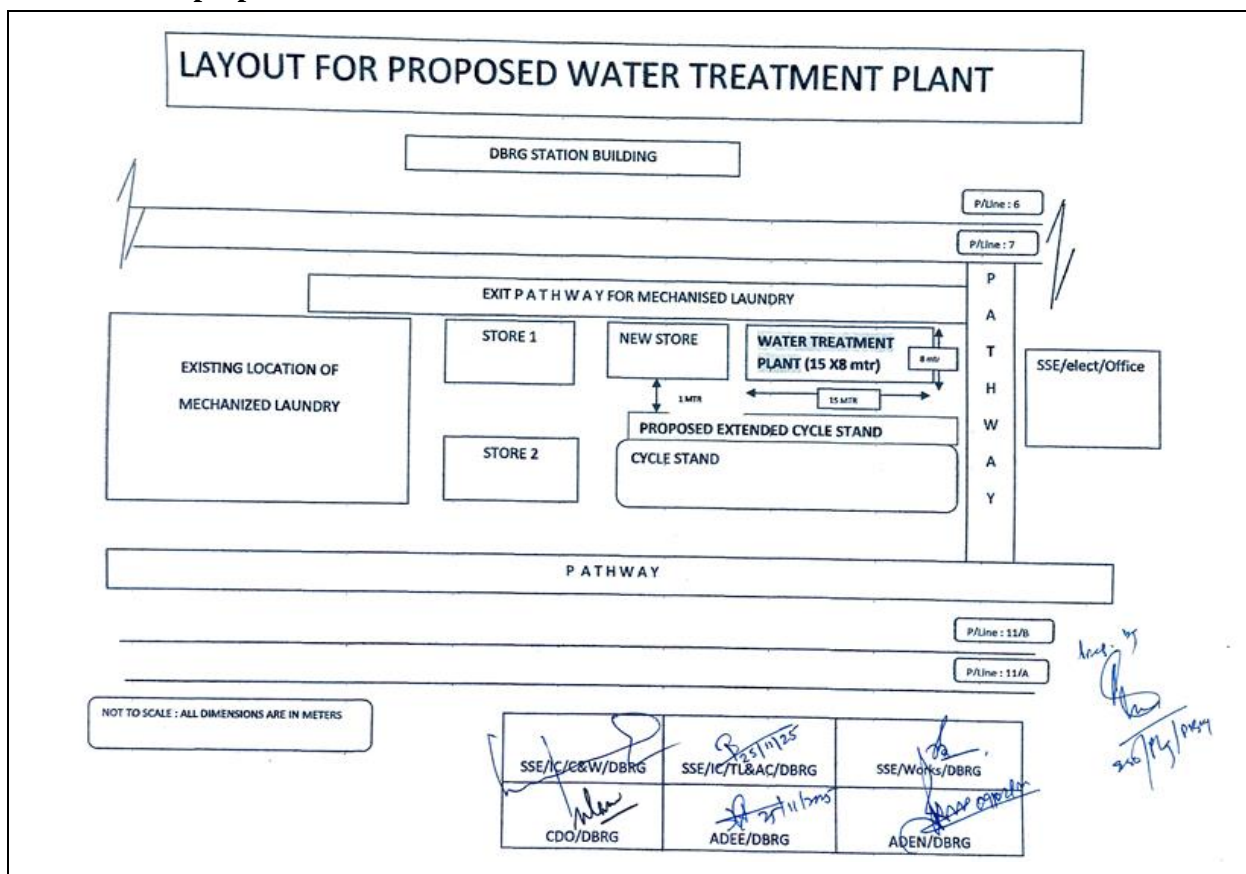 LAYOUT FOR PROPOSED WATER TREATMENT PLANT
DBRG STATION BUILDING
P/Line : 6
P/Line : 7
EXIT P A T H W A Y FOR MECHANISED LAUNDRY
P
A
T
H
W
A
Y
EXISTING LOCATION OF
MECHANIZED LAUNDRY
STORE 1
NEW STORE
WATER TREATMENT
PLANT (15 X8 mtr)
8 mtr
SSE/elect/Office
1 MTR
15 MTR
PROPOSED EXTENDED CYCLE STAND
STORE 2
CYCLE STAND
P A T H W A Y
P/Line : 11/B
P/Line : 11/A
NOT TO SCALE : ALL DIMENSIONS ARE IN METERS
SSE/IC/C&W/DBRG
25/11/25
SSE/IC/TL&AC/DBRG
SSE/Works/DBRG
CDO/DBRG
25/11/2025
ADEE/DBRG
ADEN/DBRG